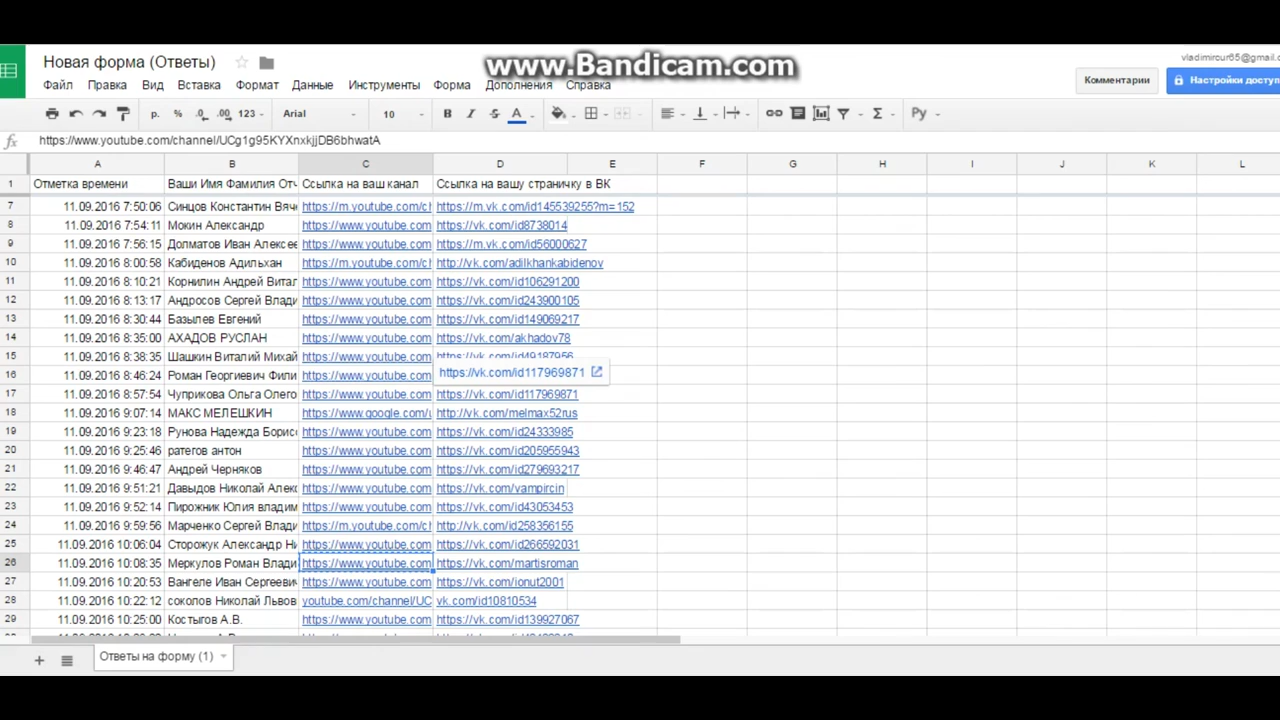 www.Bandicam.com
Новая форма (Ответы)
vladimircur65@gmail.c
Файл Правка Вид Вставка Формат Данные Инструменты Форма Дополнения Справка
Комментарии Настройки доступ
р. % .0 .00 123 Arial 10 B I S A Σ Ру
fx https://www.youtube.com/channel/UCg1g95KYXnxkjjDB6bhwatA
A B C D E F G H I J K L
1 Отметка времени Ваши Имя Фамилия Отч Ссылка на ваш канал Ссылка на вашу страничку в ВК
7 11.09.2016 7:50:06 Синцов Константин Вяче https://m.youtube.com/ch https://m.vk.com/id145539255?m=152
8 11.09.2016 7:54:11 Мокин Александр https://www.youtube.com https://vk.com/id8738014
9 11.09.2016 7:56:15 Долматов Иван Алексее https://www.youtube.com https://m.vk.com/id56000627
10 11.09.2016 8:00:58 Кабиденов Адильхан https://m.youtube.com/ch http://vk.com/adilkhankabidenov
11 11.09.2016 8:10:21 Корнилин Андрей Витал https://www.youtube.com https://vk.com/id106291200
12 11.09.2016 8:13:17 Андросов Сергей Влади https://www.youtube.com https://vk.com/id243900105
13 11.09.2016 8:30:44 Базылев Евгений https://www.youtube.com https://vk.com/id149069217
14 11.09.2016 8:35:00 АХАДОВ РУСЛАН https://www.youtube.com https://vk.com/akhadov78
15 11.09.2016 8:38:35 Шашкин Виталий Михай https://www.youtube.com https://vk.com/id49187956
16 11.09.2016 8:46:24 Роман Георгиевич Фили https://www.youtube.com https://vk.com/id117969871
17 11.09.2016 8:57:54 Чуприкова Ольга Олего https://www.youtube.com https://vk.com/id117969871
18 11.09.2016 9:07:14 МАКС МЕЛЕШКИН https://www.google.com/u http://vk.com/melmax52rus
19 11.09.2016 9:23:18 Рунова Надежда Борисо https://www.youtube.com https://vk.com/id24333985
20 11.09.2016 9:25:46 ратегов антон https://www.youtube.com https://vk.com/id205955943
21 11.09.2016 9:46:47 Андрей Черняков https://www.youtube.com https://vk.com/id279693217
22 11.09.2016 9:51:21 Давыдов Николай Алекс https://www.youtube.com https://vk.com/vampircin
23 11.09.2016 9:52:14 Пирожник Юлия владим https://www.youtube.com https://vk.com/id43053453
24 11.09.2016 9:59:56 Марченко Сергей Влади https://m.youtube.com/ch http://vk.com/id258356155
25 11.09.2016 10:06:04 Сторожук Александр Ни https://www.youtube.com https://vk.com/id266592031
26 11.09.2016 10:08:35 Меркулов Роман Влади https://www.youtube.com https://vk.com/martisroman
27 11.09.2016 10:20:53 Вангеле Иван Сергеевич https://www.youtube.com https://vk.com/ionut2001
28 11.09.2016 10:22:12 соколов Николай Львов youtube.com/channel/UC vk.com/id10810534
29 11.09.2016 10:25:00 Костыгов А.В. https://www.youtube.com https://vk.com/id139927067
Ответы на форму (1)